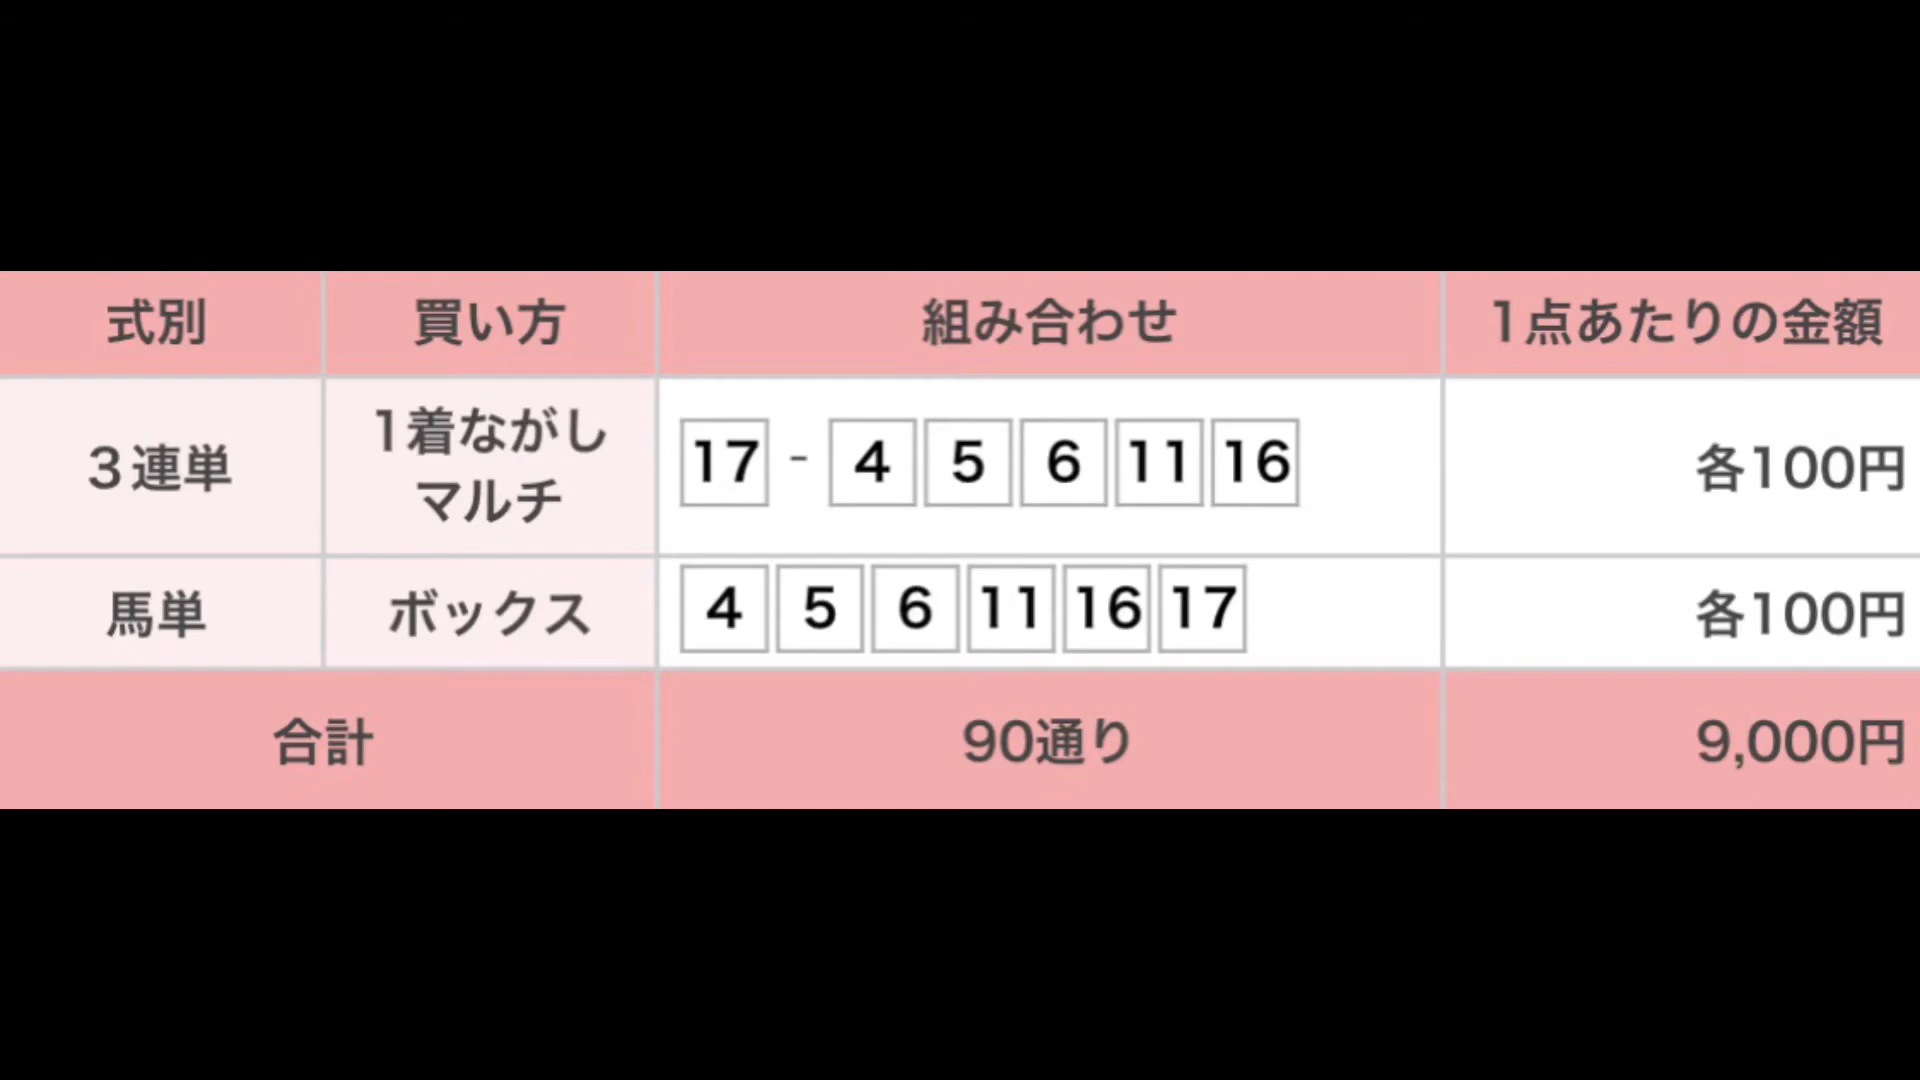 式別 買い方 組み合わせ 1点あたりの金額
3連単 1着ながし マルチ 17 - 4 5 6 11 16 各100円
馬単 ボックス 4 5 6 11 16 17 各100円
合計 90通り 9,000円